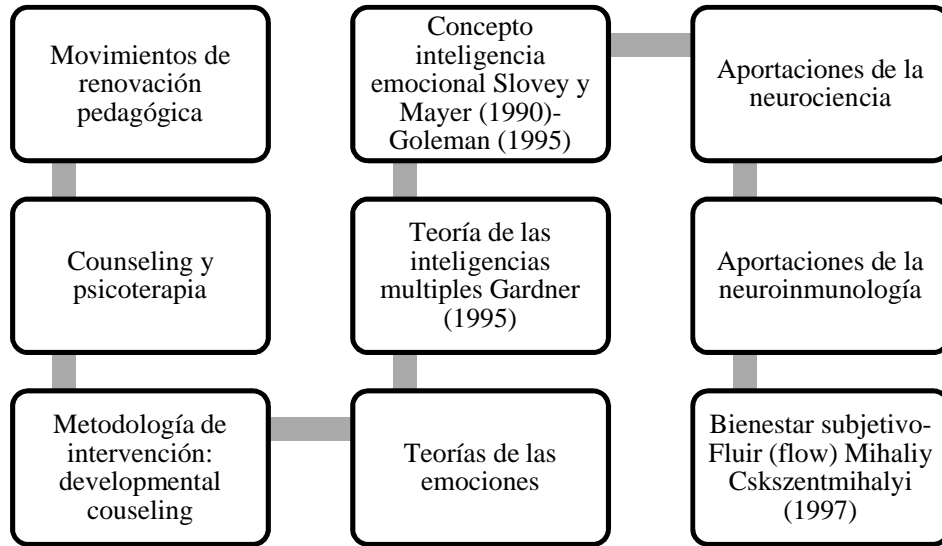 Movimientos de
renovación
pedagógica
Counseling y
psicoterapia
Metodología de
intervención:
developmental
couseling
Teorías de las
emociones
Teoría de las
inteligencias
multiples Gardner
(1995)
Concepto
inteligencia
emocional Slovey y
Mayer (1990)-
Goleman (1995)
Aportaciones de la
neurociencia
Aportaciones de la
neuroinmunología
Bienestar subjetivo-
Fluir (flow) Mihaliy
Cskszentmihalyi
(1997)